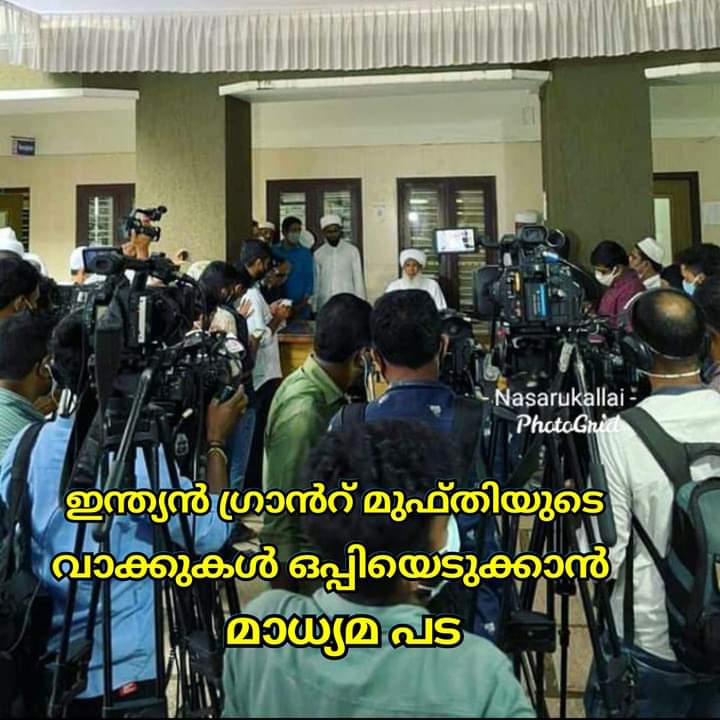 - Nasarukallai -
PhotoGrid
ഇന്ത്യൻ ഗ്രാൻറ് മുഫ്തിയുടെ
വാക്കുകൾ ഒപ്പിയെടുക്കാൻ
മാധ്യമ പട